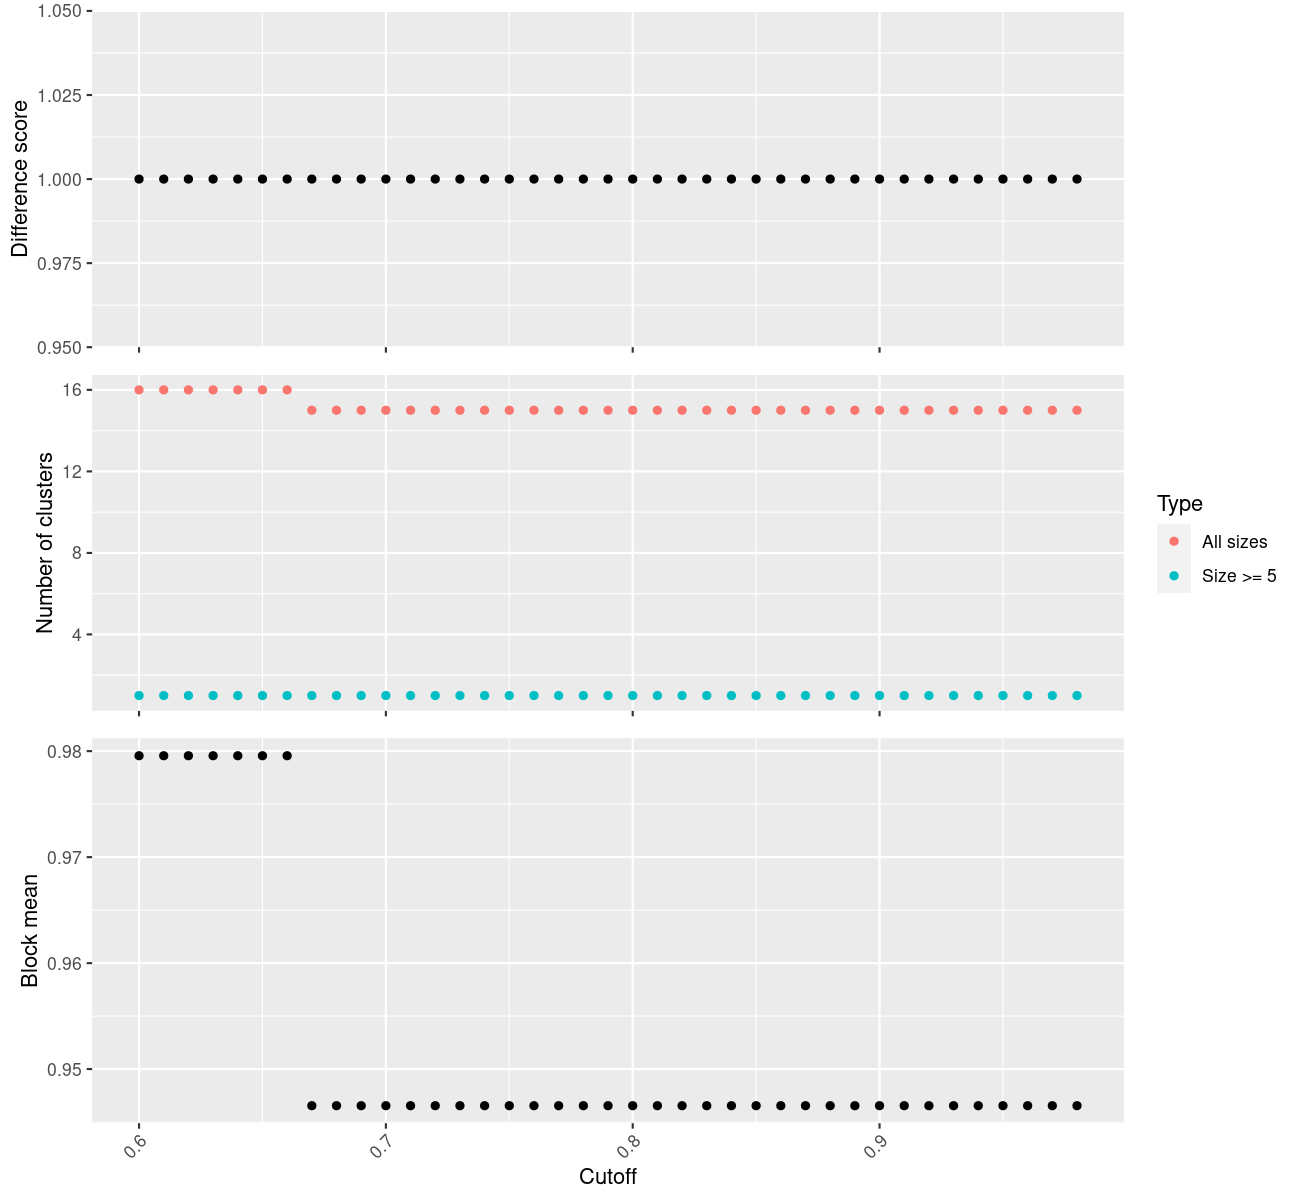 1.050
1.025
1.000
0.975
0.950
Difference score
16
12
8
4
Number of clusters
Type
All sizes
Size >= 5
0.98
0.97
0.96
0.95
Block mean
0.6
0.7
0.8
0.9
Cutoff